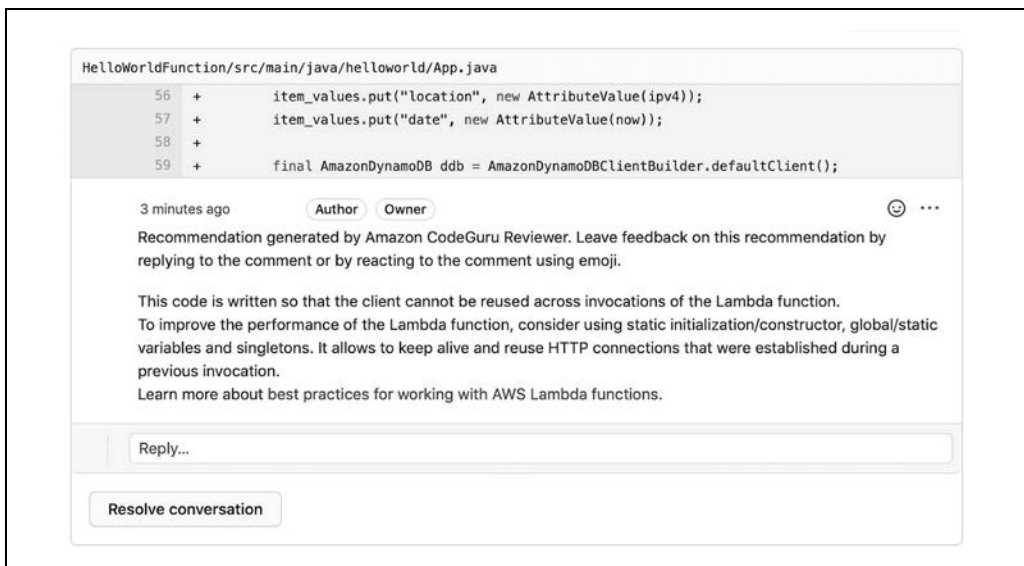 HelloWorldFunction/src/main/java/helloworld/App.java
56 + item_values.put("location", new AttributeValue(ipv4));
57 + item_values.put("date", new AttributeValue(now));
58 +
59 + final AmazonDynamoDB ddb = AmazonDynamoDBClientBuilder.defaultClient();
3 minutes ago Author Owner
Recommendation generated by Amazon CodeGuru Reviewer. Leave feedback on this recommendation by
replying to the comment or by reacting to the comment using emoji.
This code is written so that the client cannot be reused across invocations of the Lambda function.
To improve the performance of the Lambda function, consider using static initialization/constructor, global/static
variables and singletons. It allows to keep alive and reuse HTTP connections that were established during a
previous invocation.
Learn more about best practices for working with AWS Lambda functions.
Reply...
Resolve conversation